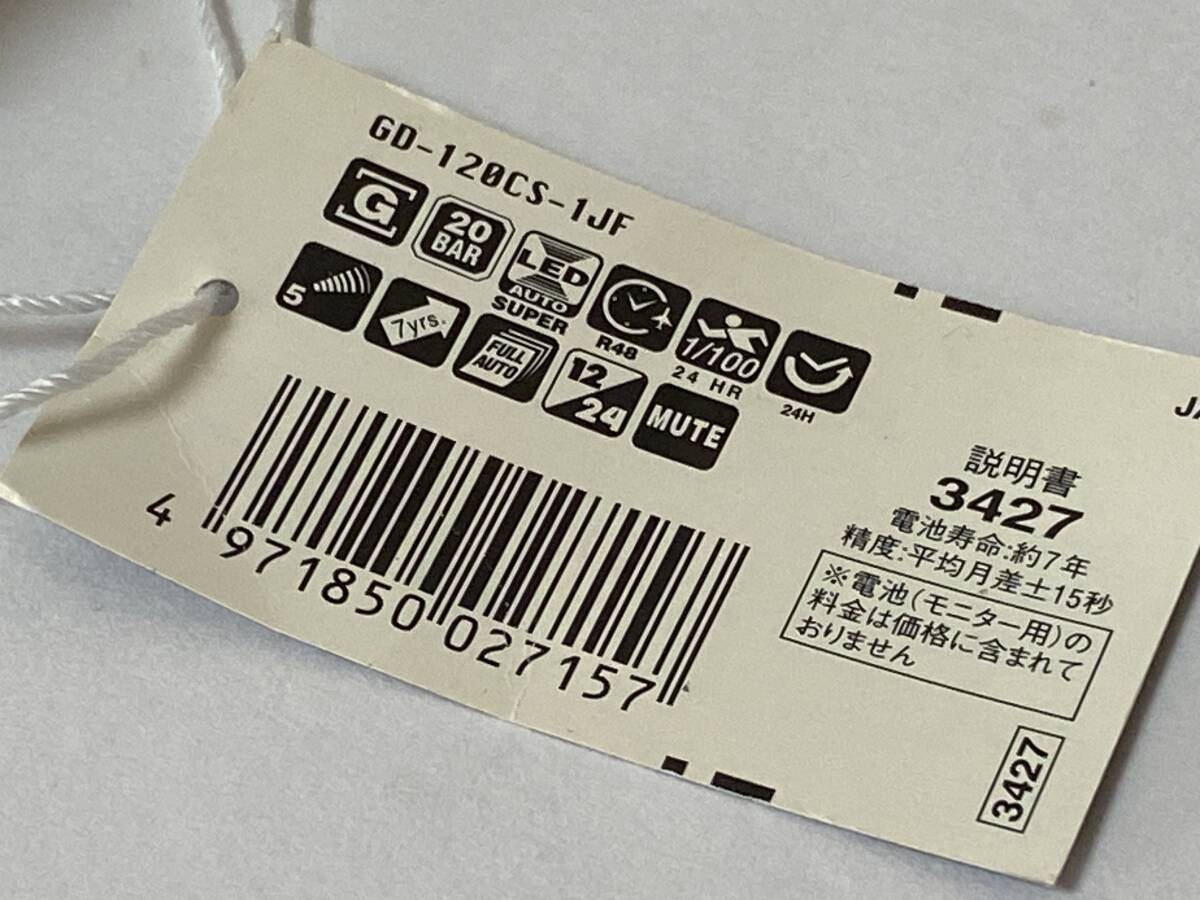 GD-120CS-1JF
G
20
BAR
LED
AUTO
SUPER
R48
1/100
24 HR
24H
5
7yrs.
FULL
AUTO
12/24
MUTE
4 971850 027157
説明書
3427
電池寿命:約7年
精度:平均月差±15秒
※電池(モニター用)の
料金は価格に含まれて
おりません
3427